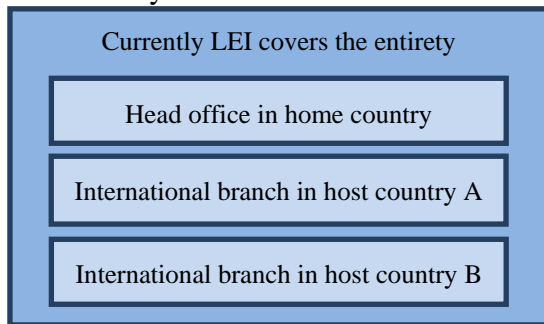 Currently LEI covers the entirety
Head office in home country
International branch in host country A
International branch in host country B